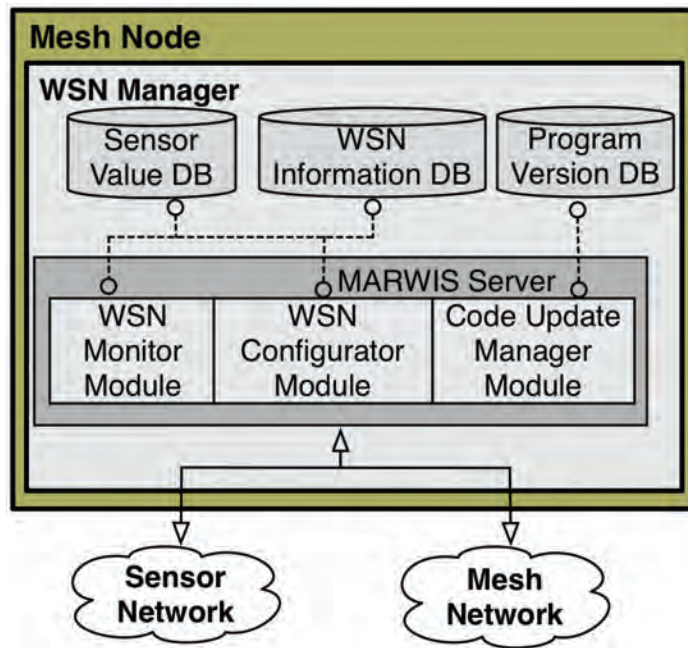 Mesh Node
WSN Manager
Sensor
Value DB
WSN
Information DB
Program
Version DB
MARWIS Server
WSN
Monitor
Module
WSN
Configurator
Module
Code Update
Manager
Module
Sensor
Network
Mesh
Network